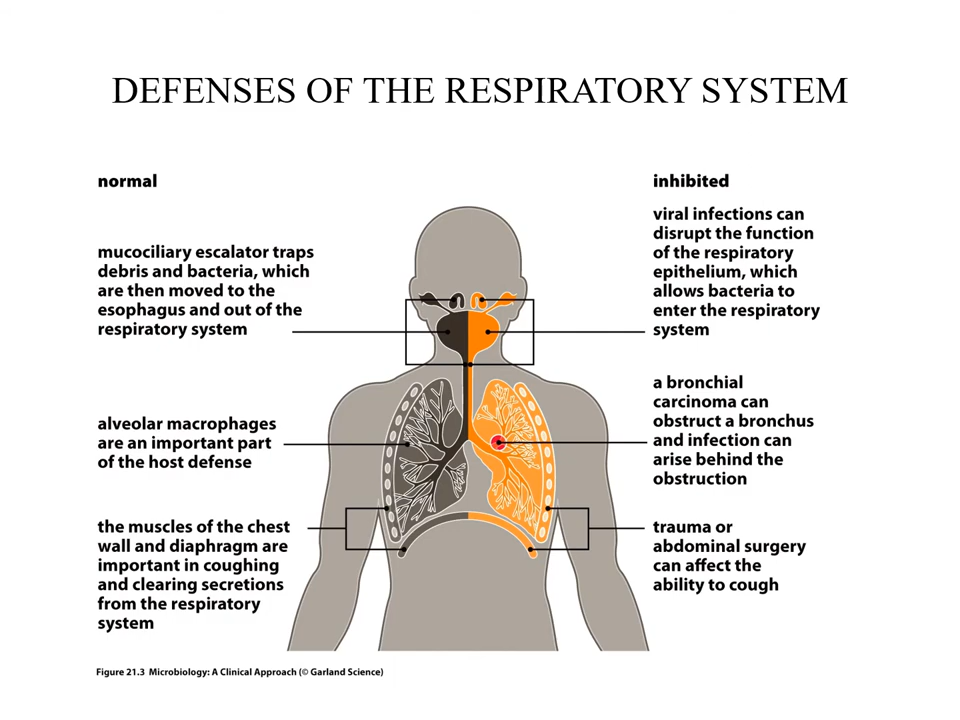 DEFENSES OF THE RESPIRATORY SYSTEM
normal
mucociliary escalator traps
debris and bacteria, which
are then moved to the
esophagus and out of the
respiratory system
alveolar macrophages
are an important part
of the host defense
the muscles of the chest
wall and diaphragm are
important in coughing
and clearing secretions
from the respiratory
system
inhibited
viral infections can
disrupt the function
of the respiratory
epithelium, which
allows bacteria to
enter the respiratory
system
a bronchial
carcinoma can
obstruct a bronchus
and infection can
arise behind the
obstruction
trauma or
abdominal surgery
can affect the
ability to cough
Figure 21.3 Microbiology: A Clinical Approach (© Garland Science)